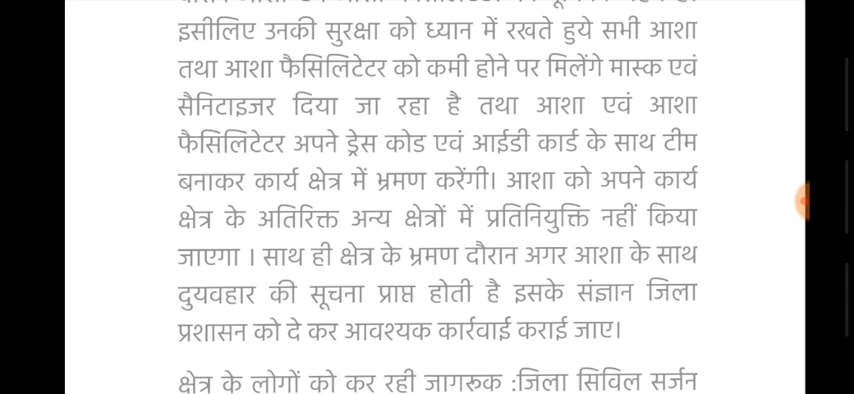 इसीलिए उनकी सुरक्षा को ध्यान में रखते हुये सभी आशा
तथा आशा फैसिलिटेटर को कमी होने पर मिलेंगे मास्क एवं
सैनिटाइजर दिया जा रहा है तथा आशा एवं आशा
फैसिलिटेटर अपने ड्रेस कोड एवं आईडी कार्ड के साथ टीम
बनाकर कार्य क्षेत्र में भ्रमण करेंगी। आशा को अपने कार्य
क्षेत्र के अतिरिक्त अन्य क्षेत्रों में प्रतिनियुक्ति नहीं किया
जाएगा । साथ ही क्षेत्र के भ्रमण दौरान अगर आशा के साथ
दुयवहार की सूचना प्राप्त होती है इसके संज्ञान जिला
प्रशासन को दे कर आवश्यक कार्रवाई कराई जाए।
क्षेत्र के लोगों को कर रही जागरूक :जिला सिविल सर्जन